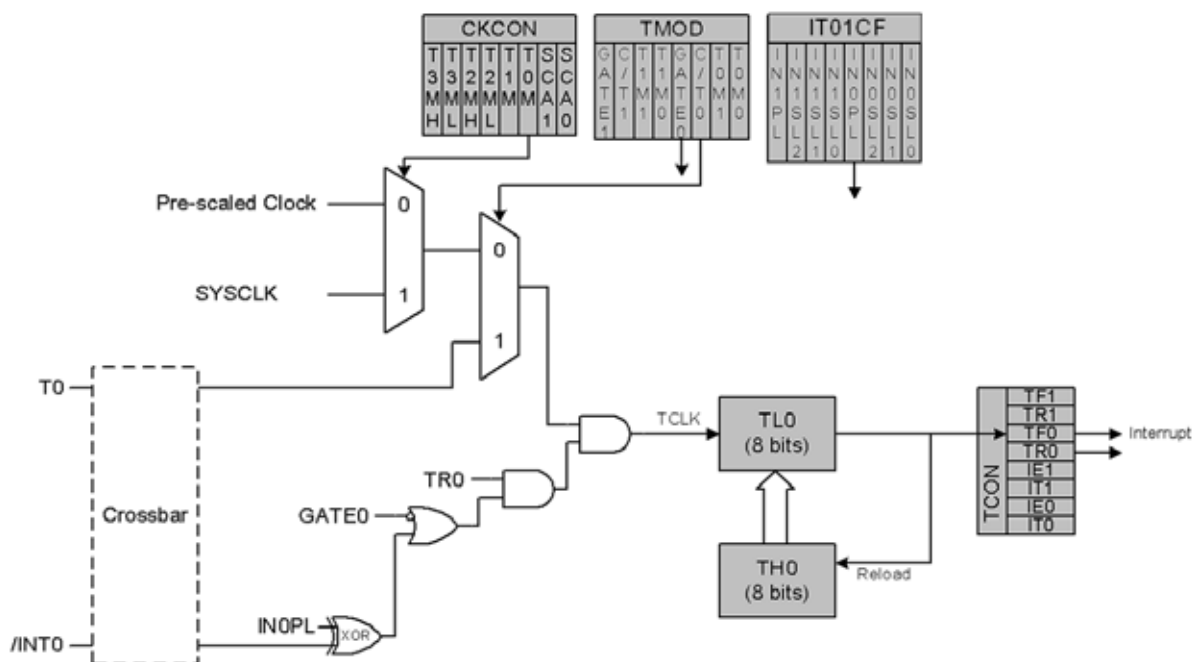 CKCON
T3MH T3ML T2MH T2ML T1M T0M SCA1 SCA0
TMOD
GATE1 C/T1 T1M1 T1M0 GATE0 C/T0 T0M1 T0M0
IT01CF
IN1PL IN1SL2 IN1SL1 IN1SL0 IN0PL IN0SL2 IN0SL1 IN0SL0
Pre-scaled Clock
0
SYSCLK
1
0
1
T0
Crossbar
/INT0
TR0
GATE0
IN0PL
XOR
TCLK
TL0
(8 bits)
TH0
(8 bits)
Reload
TCON
TF1
TR1
TF0
TR0
IE1
IT1
IE0
IT0
Interrupt